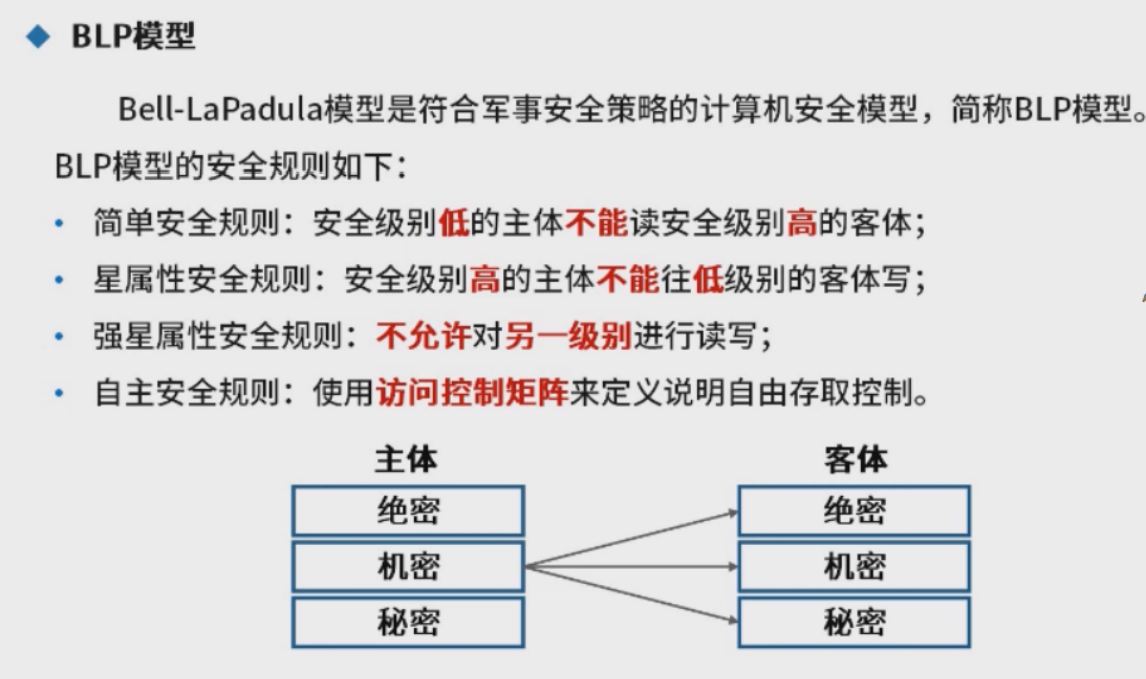 BLP模型
Bell-LaPadula模型是符合军事安全策略的计算机安全模型，简称BLP模型。
BLP模型的安全规则如下：
• 简单安全规则：安全级别低的主体不能读安全级别高的客体；
• 星属性安全规则：安全级别高的主体不能往低级别的客体写；
• 强星属性安全规则：不允许对另一级别进行读写；
• 自主安全规则：使用访问控制矩阵来定义说明自由存取控制。
主体 客体
绝密 绝密
机密 机密
秘密 秘密